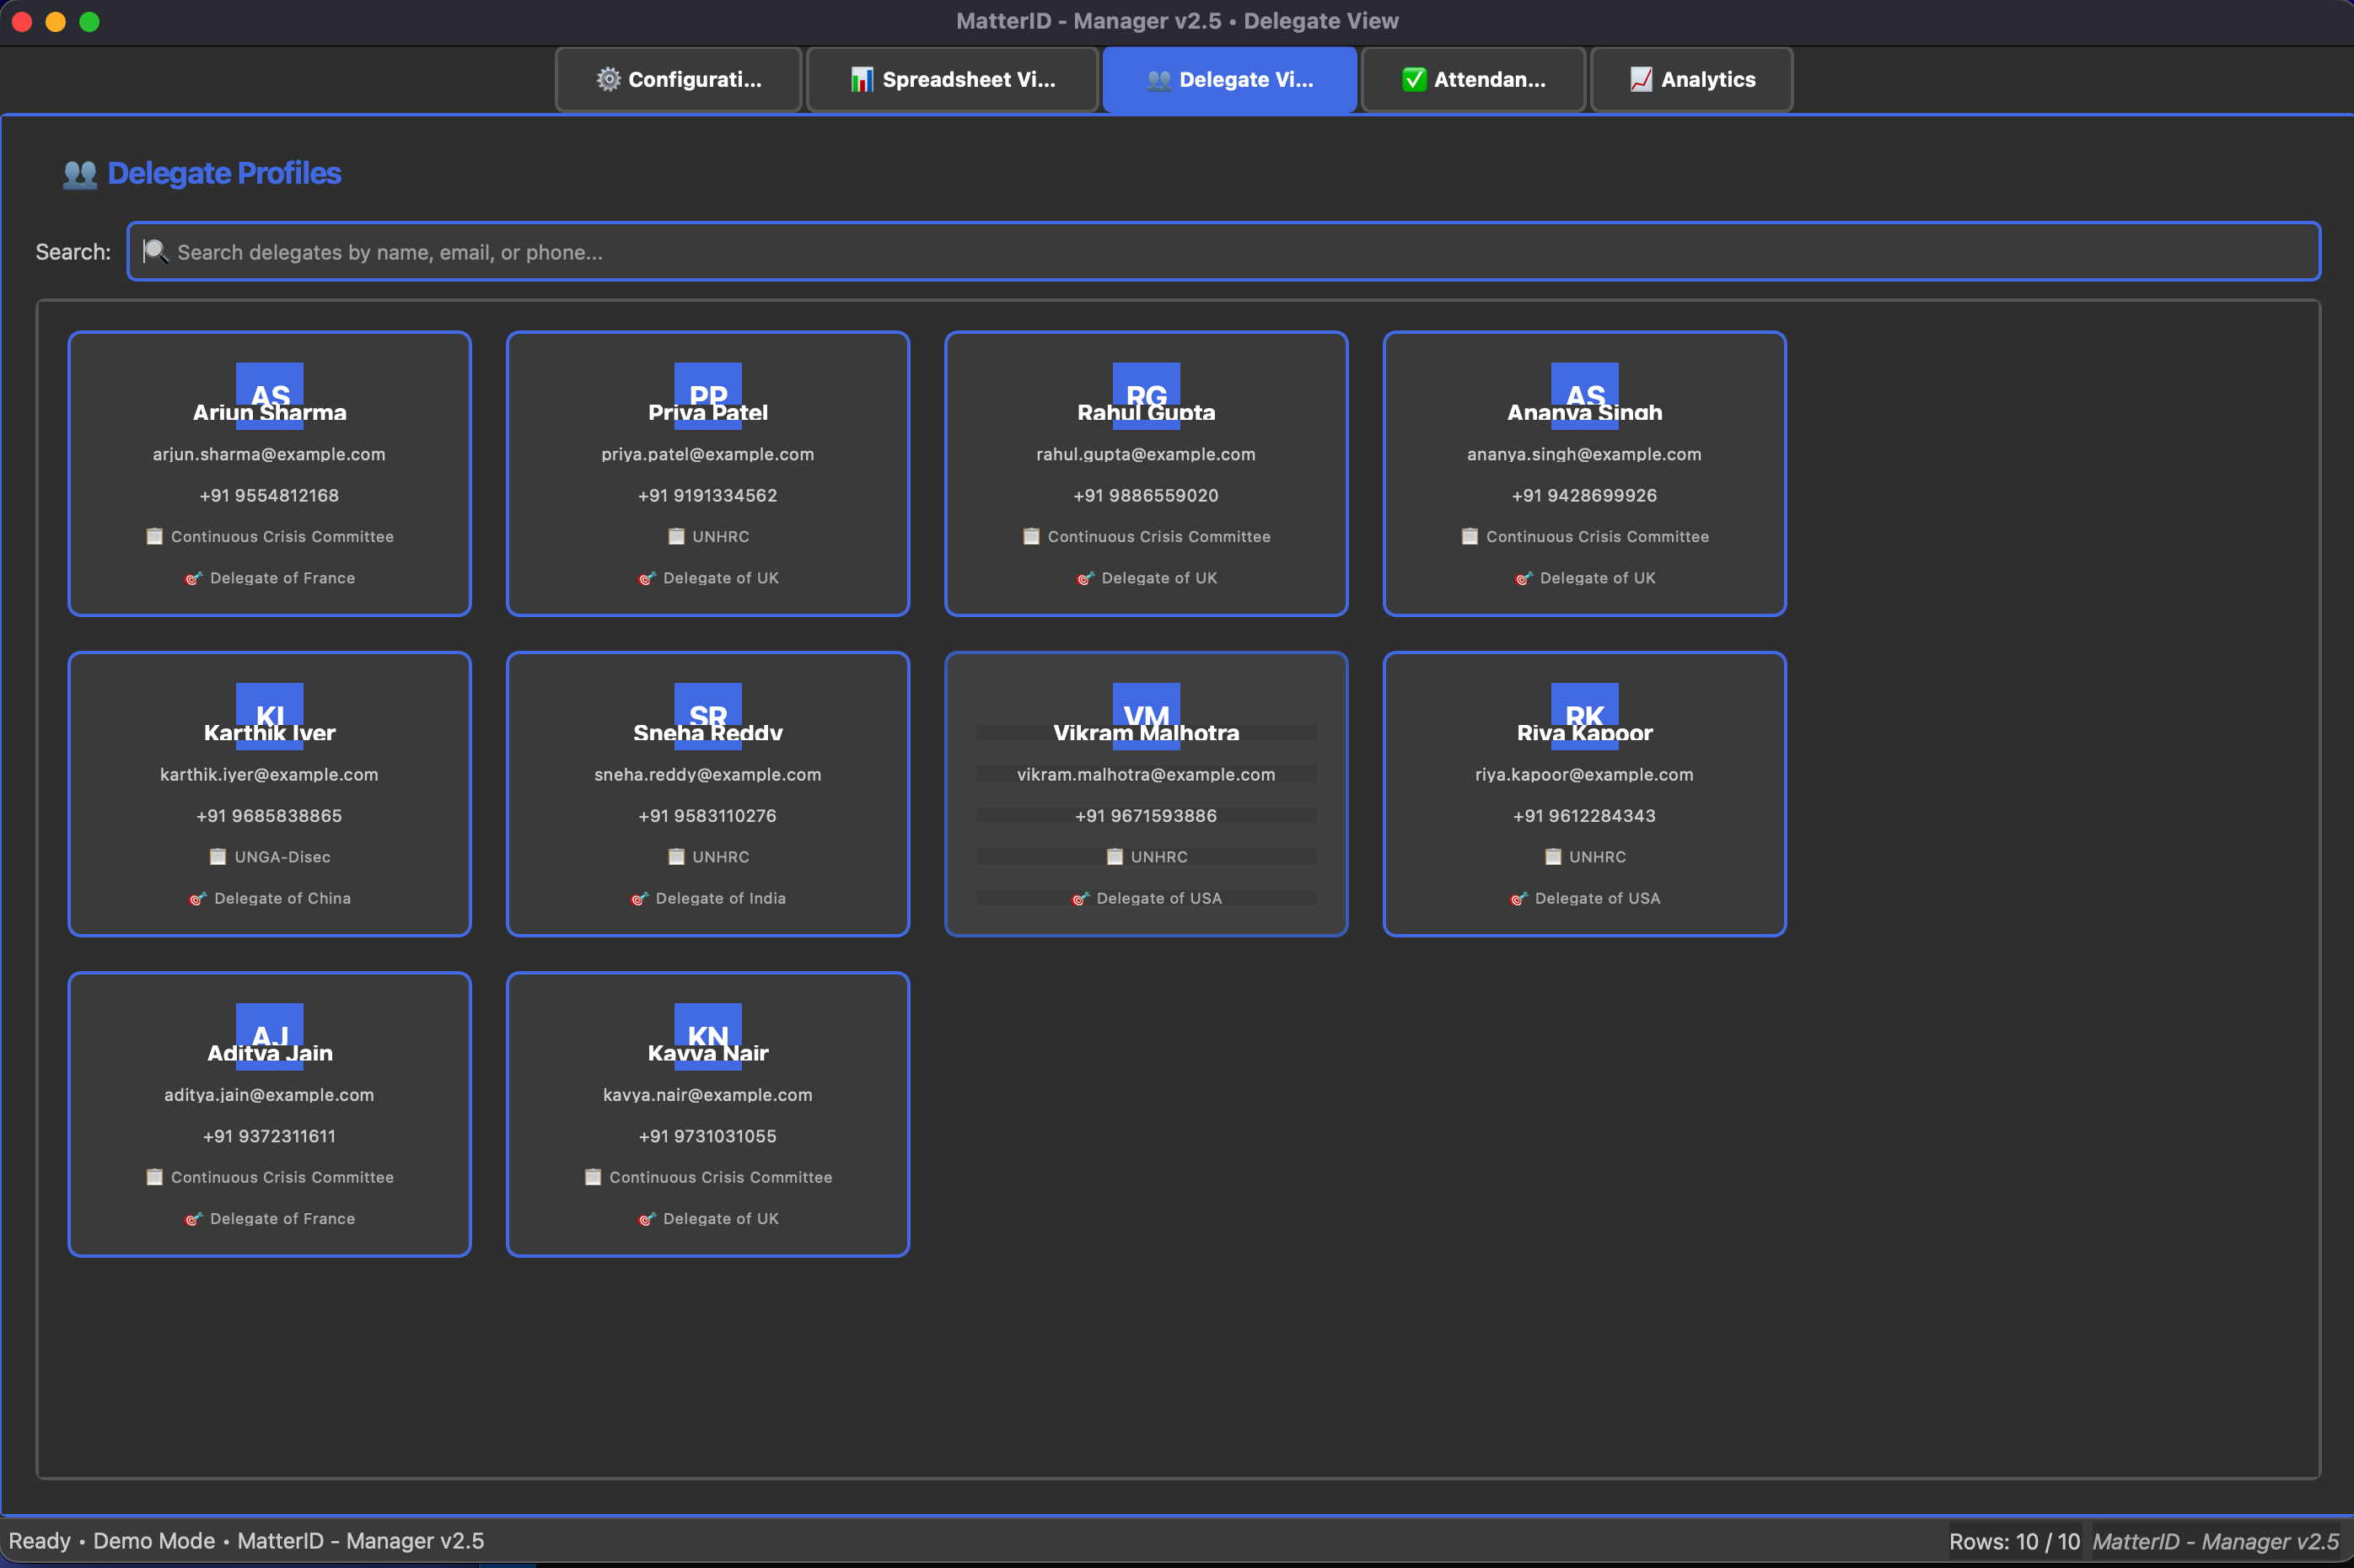 MatterID - Manager v2.5 • Delegate View
Configurati...
Spreadsheet Vi...
Delegate Vi...
Attendan...
Analytics
Delegate Profiles
Search:
Search delegates by name, email, or phone...
AS
Arjun Sharma
arjun.sharma@example.com
+91 9554812168
Continuous Crisis Committee
Delegate of France
PP
Priya Patel
priya.patel@example.com
+91 9191334562
UNHRC
Delegate of UK
RG
Rahul Gupta
rahul.gupta@example.com
+91 9886559020
Continuous Crisis Committee
Delegate of UK
AS
Ananya Singh
ananya.singh@example.com
+91 9428699926
Continuous Crisis Committee
Delegate of UK
KI
Karthik Iyer
karthik.iyer@example.com
+91 9685838865
UNGA-Disec
Delegate of China
SR
Sneha Reddy
sneha.reddy@example.com
+91 9583110276
UNHRC
Delegate of India
VM
Vikram Malhotra
vikram.malhotra@example.com
+91 9671593886
UNHRC
Delegate of USA
RK
Riya Kapoor
riya.kapoor@example.com
+91 9612284343
UNHRC
Delegate of USA
AJ
Aditya Jain
aditya.jain@example.com
+91 9372311611
Continuous Crisis Committee
Delegate of France
KN
Kavya Nair
kavya.nair@example.com
+91 9731031055
Continuous Crisis Committee
Delegate of UK
Ready • Demo Mode • MatterID - Manager v2.5
Rows: 10 / 10
MatterID - Manager v2.5